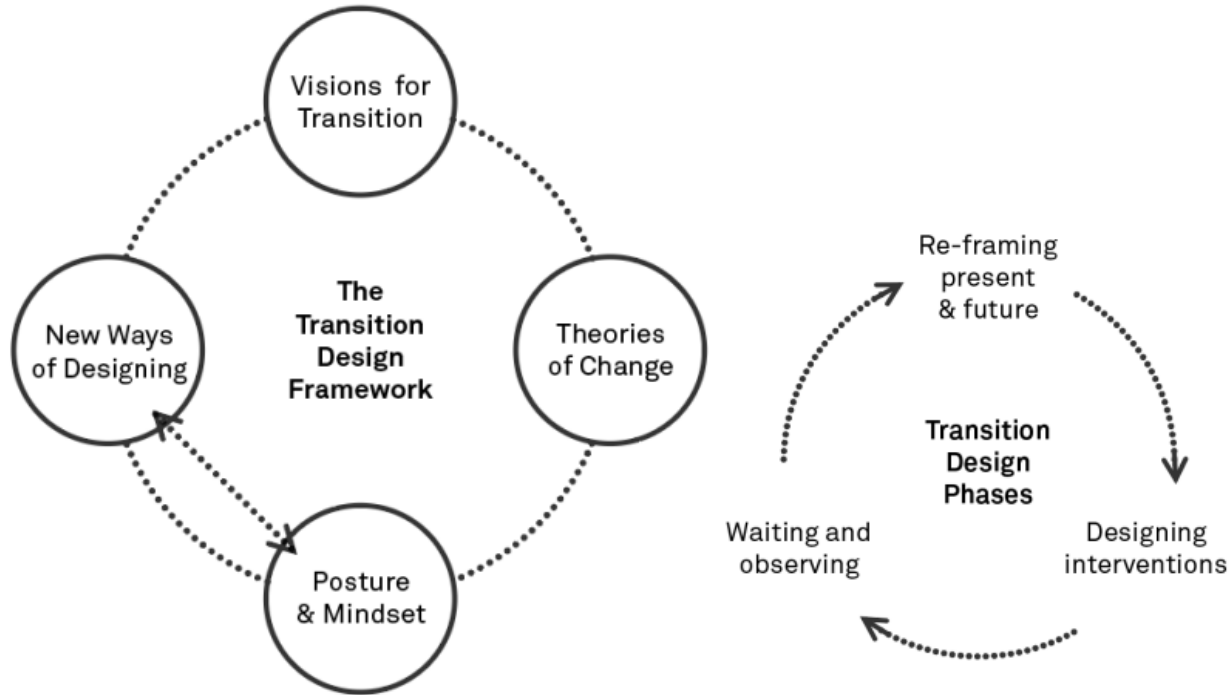 Visions for
Transition
The
Transition
Design
Framework
New Ways
of Designing
Theories
of Change
Posture
& Mindset
Re-framing
present
& future
Transition
Design
Phases
Waiting and
observing
Designing
interventions